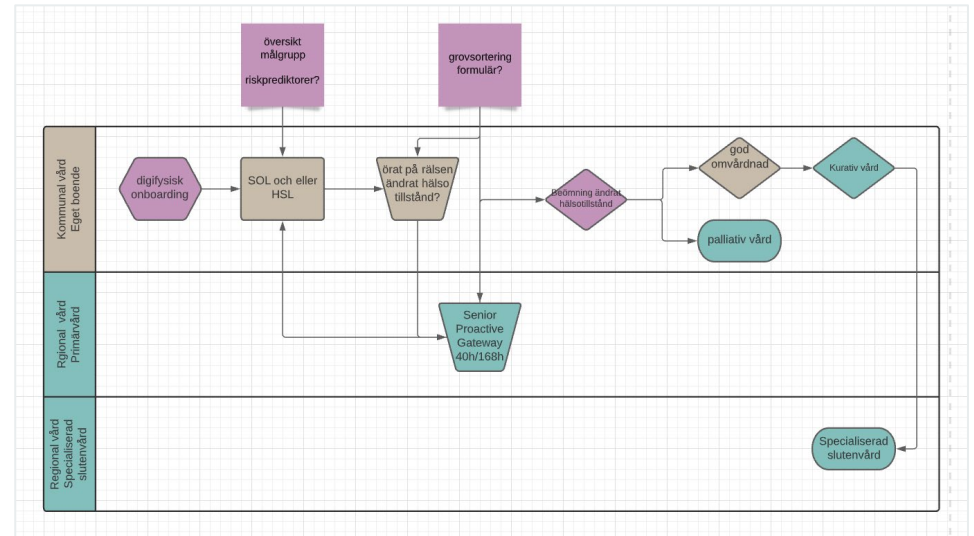 översikt
målgrupp
riskprediktorer?
grovsortering
formulär?
Kommunal vård
Eget boende
digifysisk
onboarding
SOL och eller
HSL
örat på rälsen
ändrat hälso
tillstånd?
Beömning ändrat
hälsotillstånd
god
omvårdnad
Kurativ vård
palliativ vård
Rgional vård
Primärvård
Senior
Proactive
Gateway
40h/168h
Regional vård
Specialiserad
slutenvård
Specialiserad
slutenvård